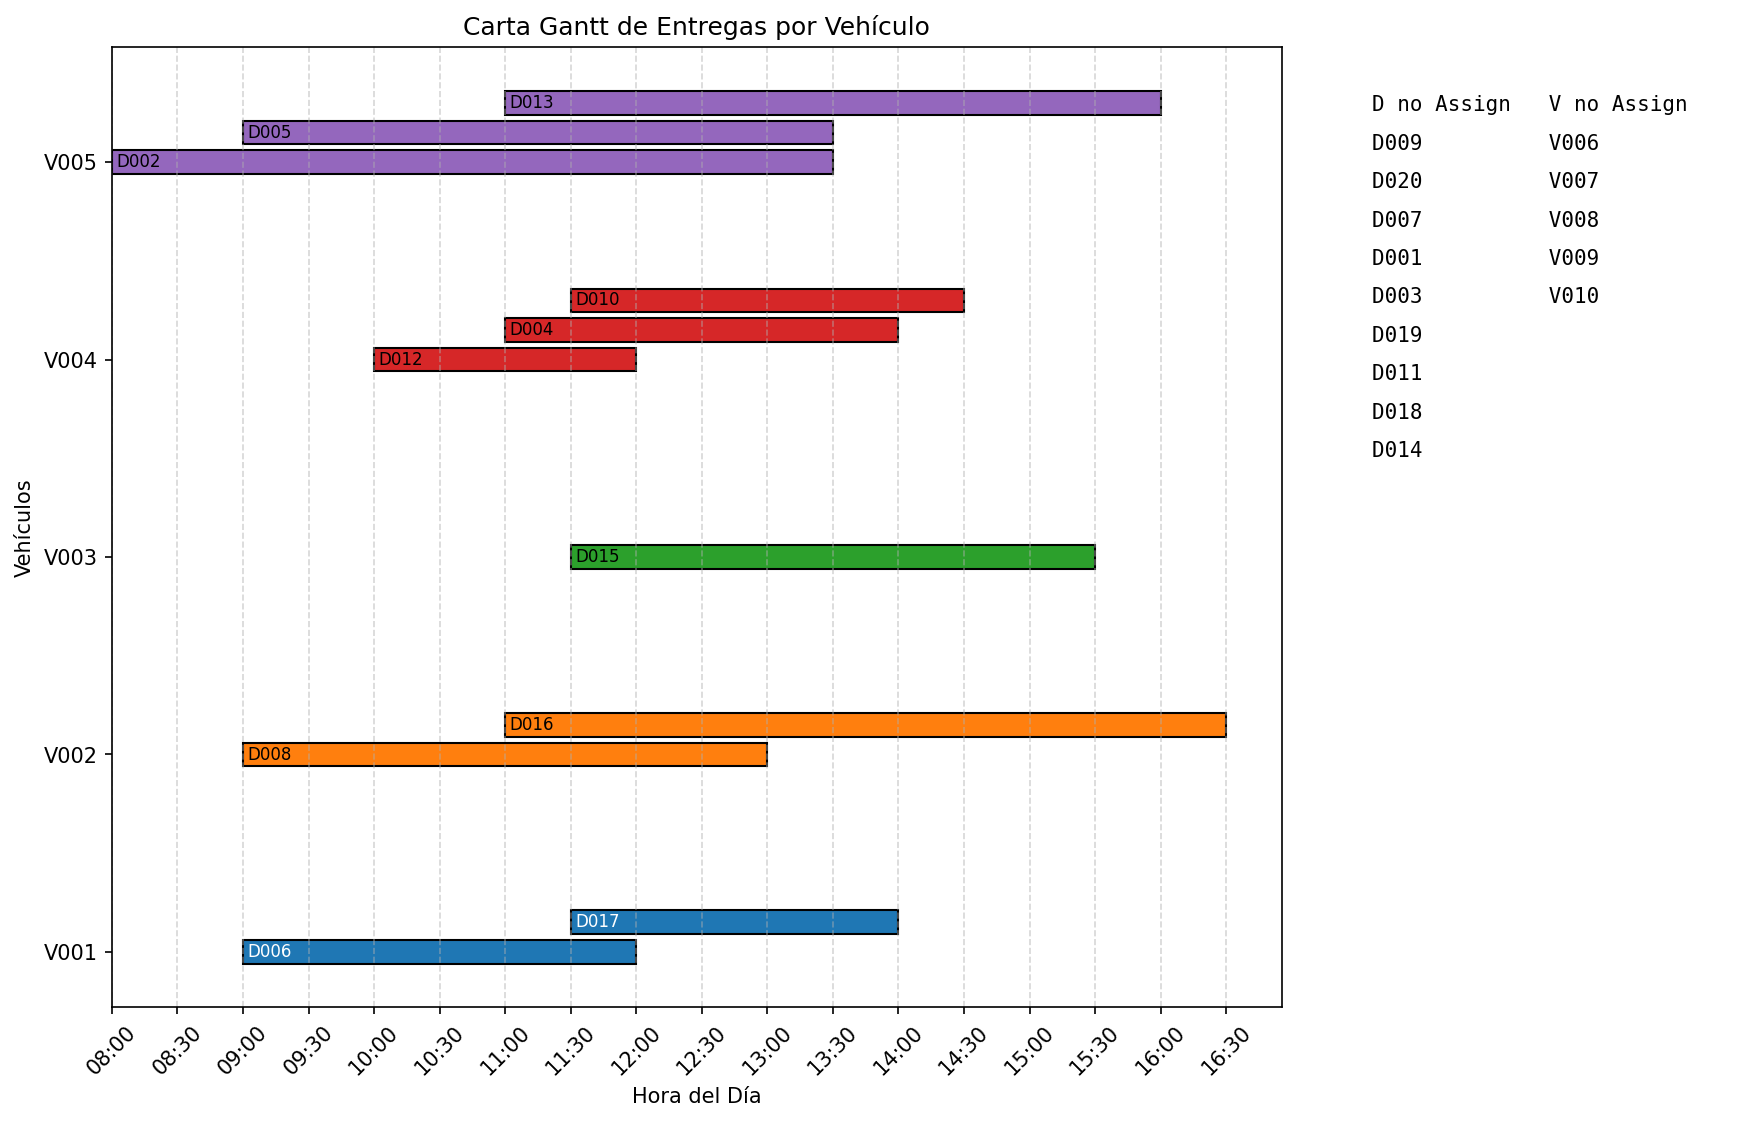 Carta Gantt de Entregas por Vehículo
D013
D005
V005
D002
D010
D004
V004
D012
V003
D015
D016
V002
D008
D017
V001
D006
Vehículos
08:00 08:30 09:00 09:30 10:00 10:30 11:00 11:30 12:00 12:30 13:00 13:30 14:00 14:30 15:00 15:30 16:00 16:30
Hora del Día
D no Assign V no Assign
D009 V006
D020 V007
D007 V008
D001 V009
D003 V010
D019
D011
D018
D014